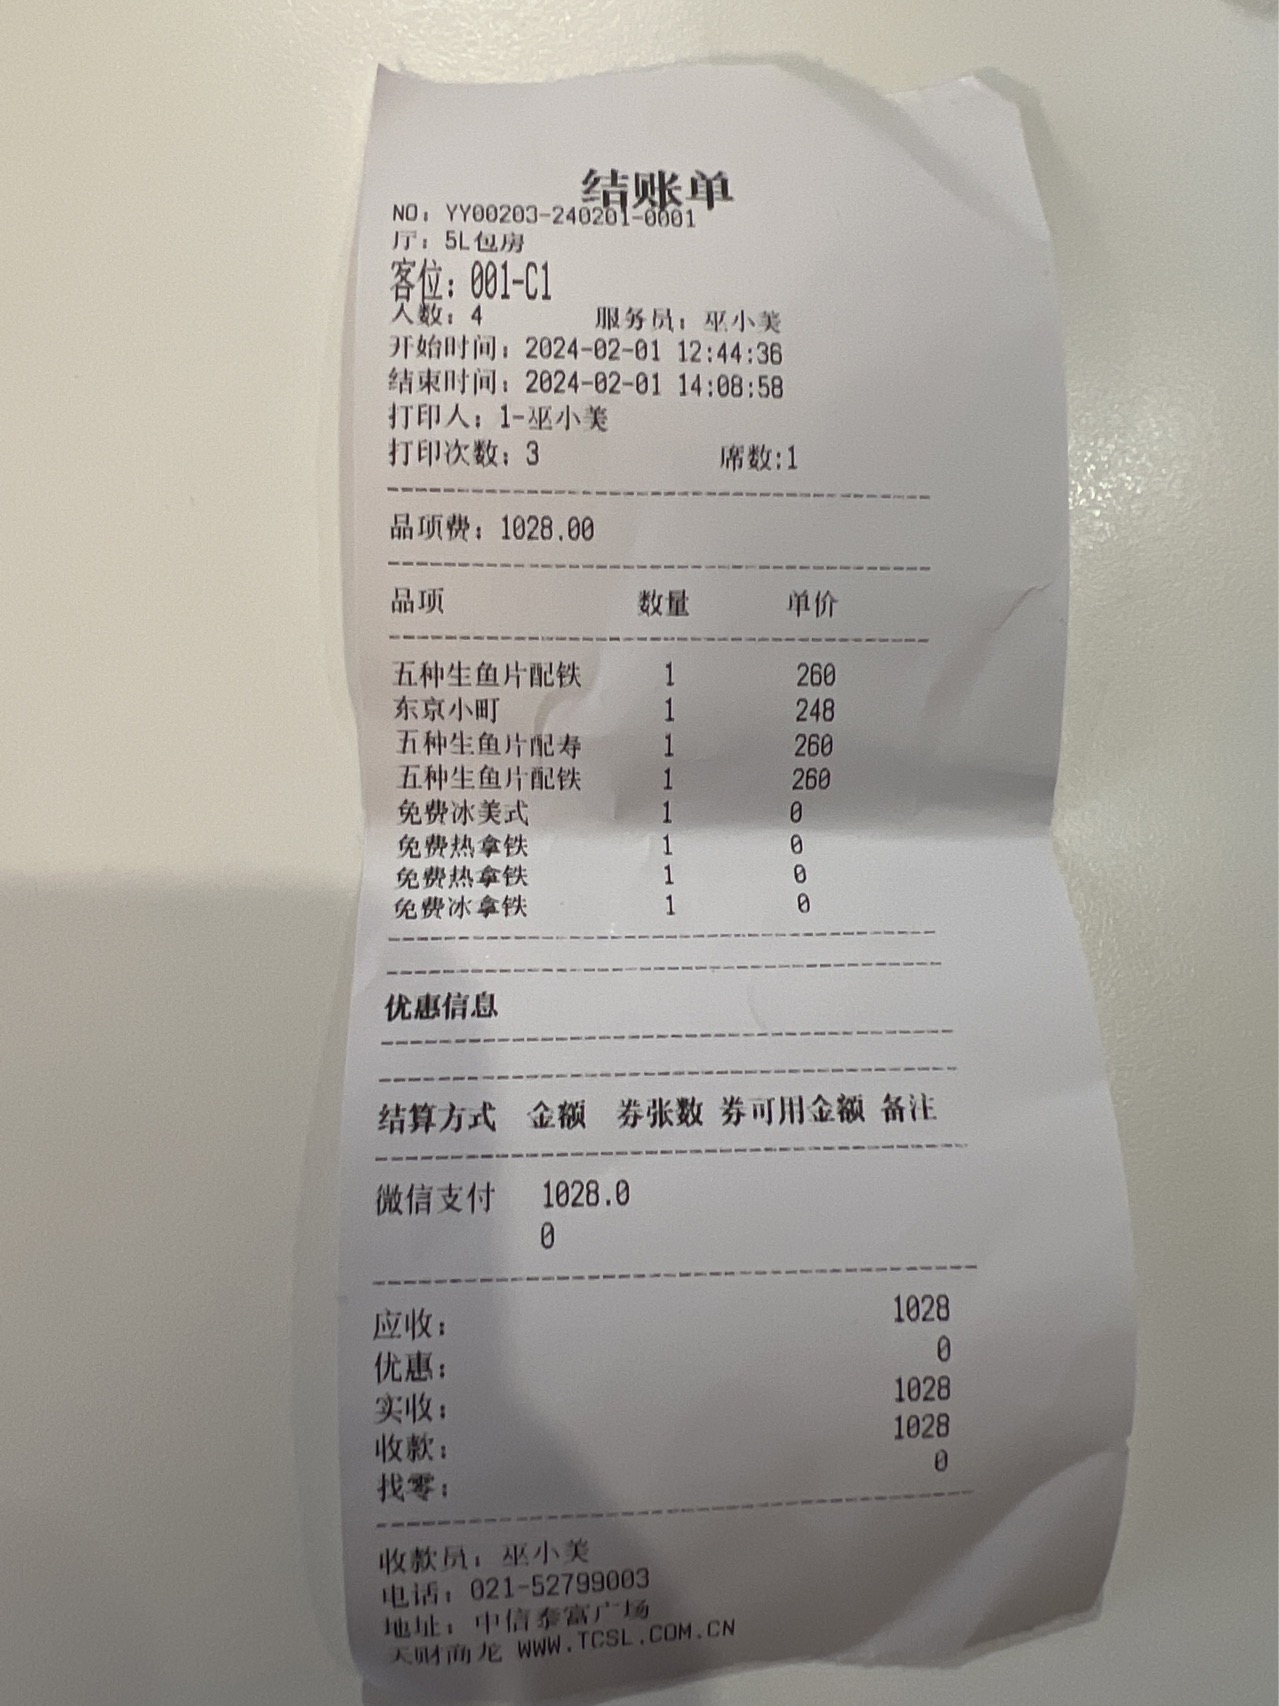 结账单
NO: YY00203-240201-0001
厅: 5L包房
客位: 001-C1
人数: 4 服务员: 巫小美
开始时间: 2024-02-01 12:44:36
结束时间: 2024-02-01 14:08:58
打印人: 1-巫小美
打印次数: 3 席数:1
品项费: 1028.00
品项 数量 单价
五种生鱼片配铁 1 260
东京小町 1 248
五种生鱼片配寿 1 260
五种生鱼片配铁 1 260
免费冰美式 1 0
免费热拿铁 1 0
免费热拿铁 1 0
免费冰拿铁 1 0
优惠信息
结算方式 金额 券张数 券可用金额 备注
微信支付 1028.0
0
应收: 1028
优惠: 0
实收: 1028
收款: 1028
找零: 0
收款员: 巫小美
电话: 021-52799003
地址: 中信泰富广场
天财商龙 WWW.TCSL.COM.CN